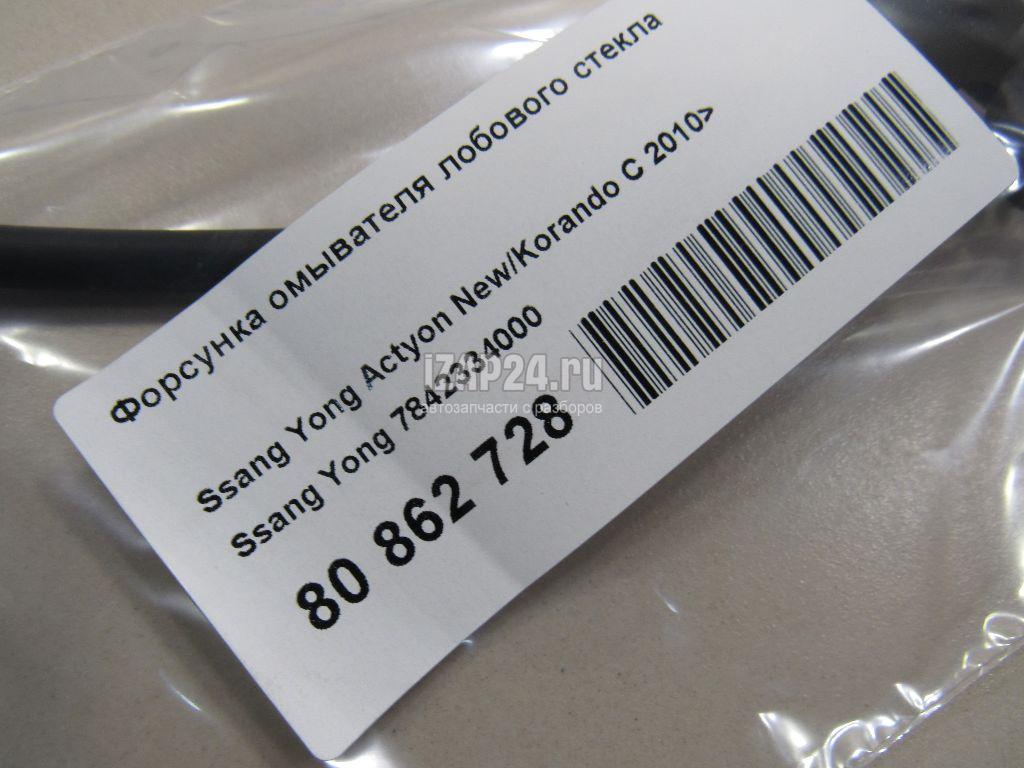 Форсунка омывателя лобового стекла
Ssang Yong Actyon New/Korando C 2010>
Ssang Yong 7842334000
80 862 728
iZAP24.ru
автозапчасти с разборов